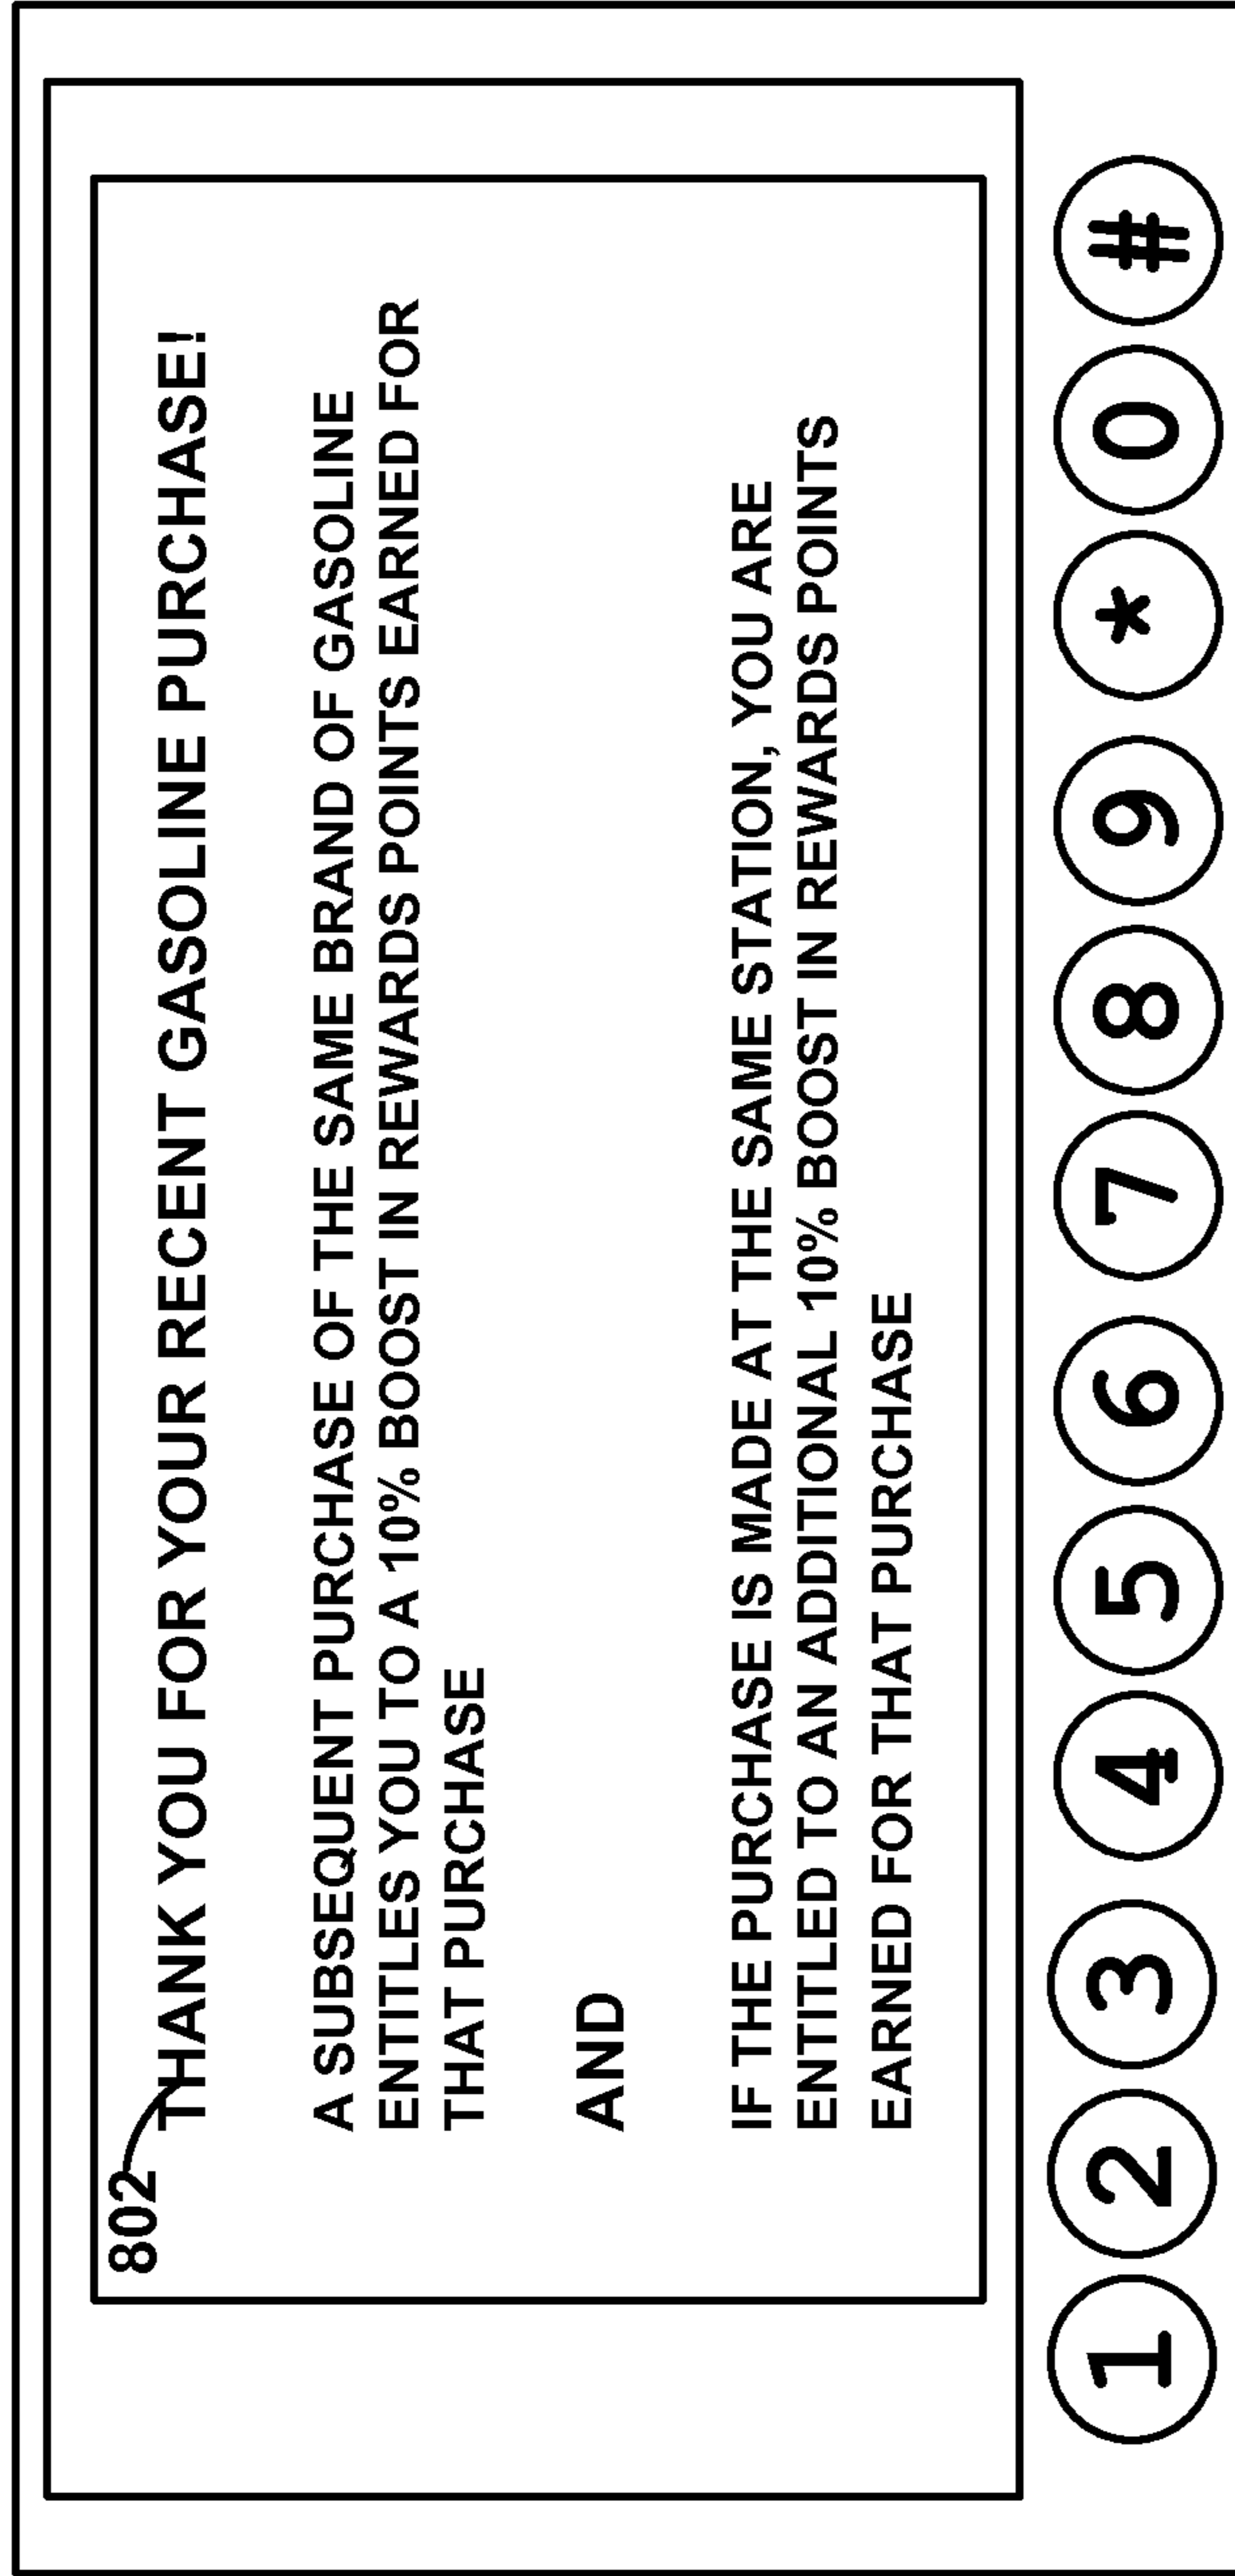 802
THANK YOU FOR YOUR RECENT GASOLINE PURCHASE!
A SUBSEQUENT PURCHASE OF THE SAME BRAND OF GASOLINE
ENTITLES YOU TO A 10% BOOST IN REWARDS POINTS EARNED FOR
THAT PURCHASE
AND
IF THE PURCHASE IS MADE AT THE SAME STATION, YOU ARE
ENTITLED TO AN ADDITIONAL 10% BOOST IN REWARDS POINTS
EARNED FOR THAT PURCHASE
1 2 3 4 5 6 7 8 9 * 0 #